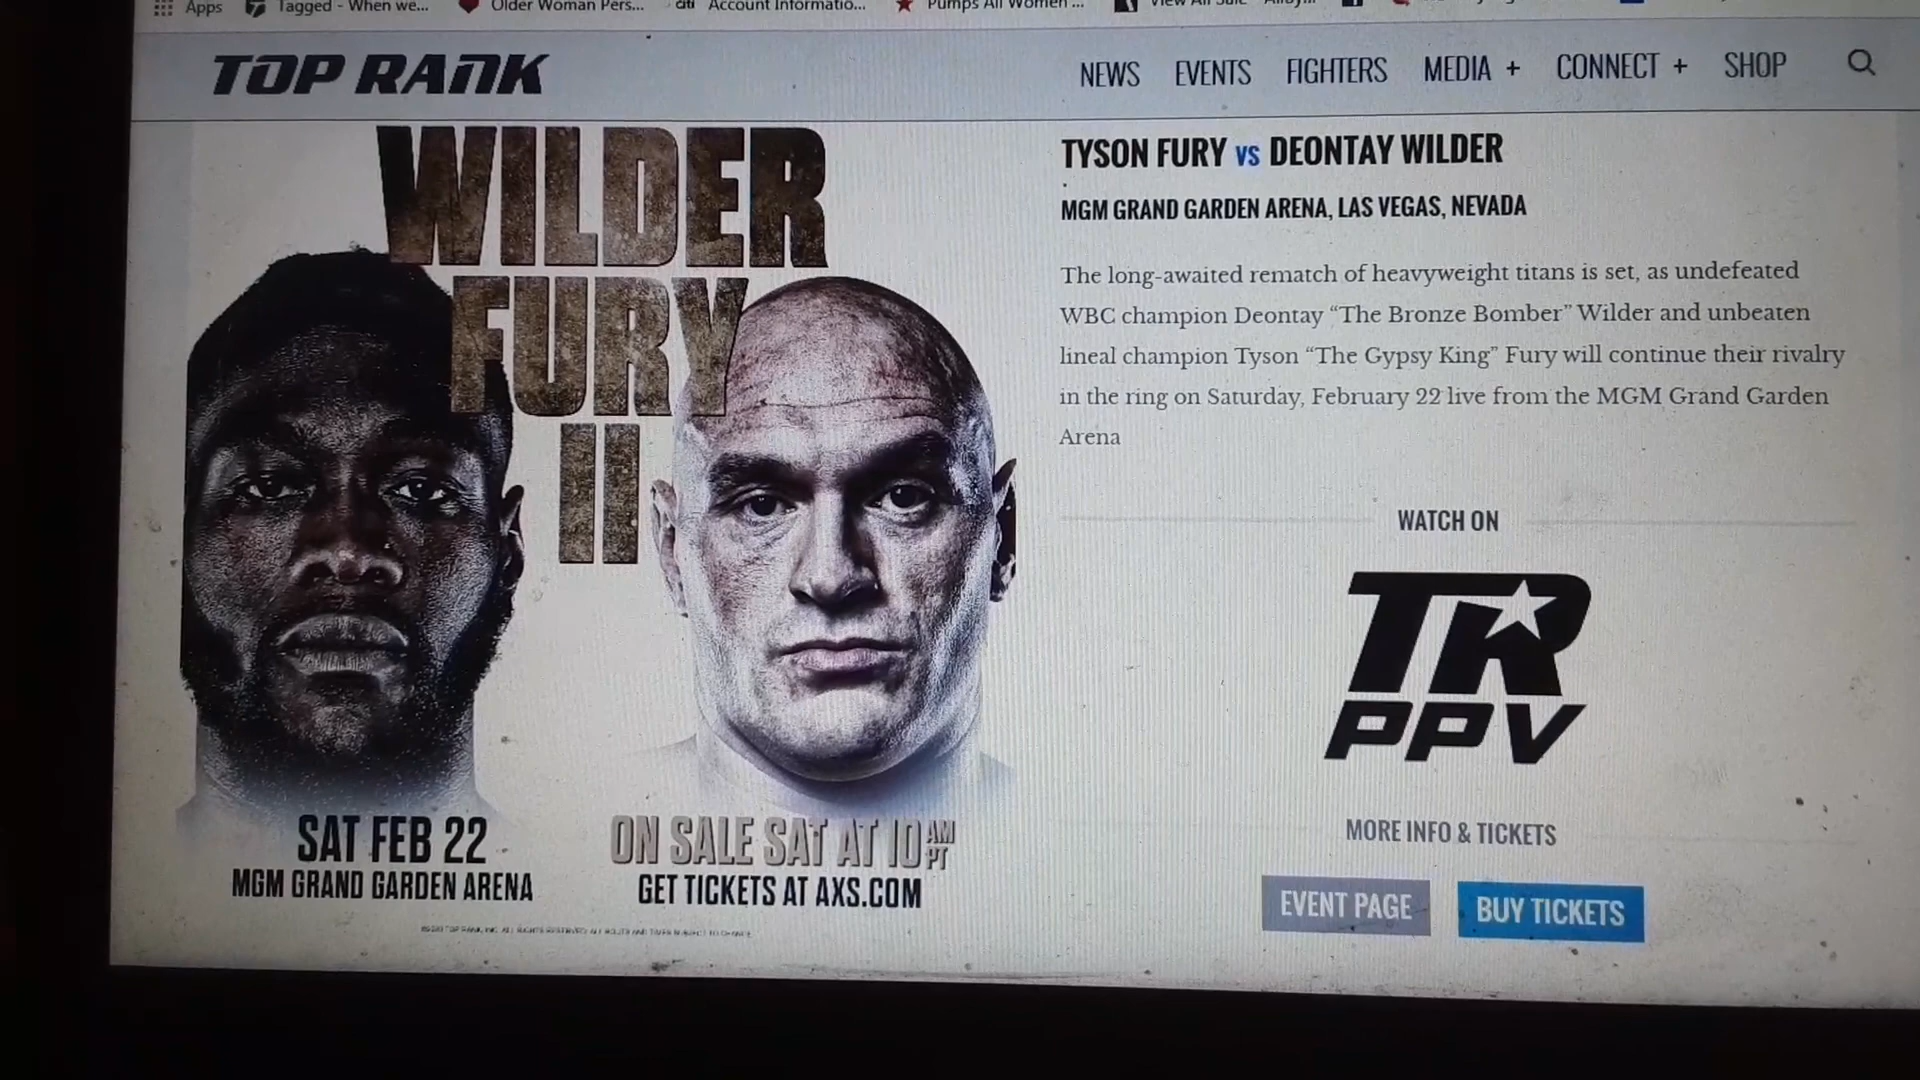 Apps Tagged - When we... Older Woman Pers... citi Account Informatio... Pumps All Women ...
TOP RANK NEWS EVENTS FIGHTERS MEDIA + CONNECT + SHOP
WILDER
FURY
II
SAT FEB 22
MGM GRAND GARDEN ARENA
ON SALE SAT AT 10 AM PT
GET TICKETS AT AXS.COM
TYSON FURY VS DEONTAY WILDER
MGM GRAND GARDEN ARENA, LAS VEGAS, NEVADA
The long-awaited rematch of heavyweight titans is set, as undefeated
WBC champion Deontay “The Bronze Bomber” Wilder and unbeaten
lineal champion Tyson “The Gypsy King” Fury will continue their rivalry
in the ring on Saturday, February 22 live from the MGM Grand Garden
Arena
WATCH ON
TR
PPV
MORE INFO & TICKETS
EVENT PAGE BUY TICKETS